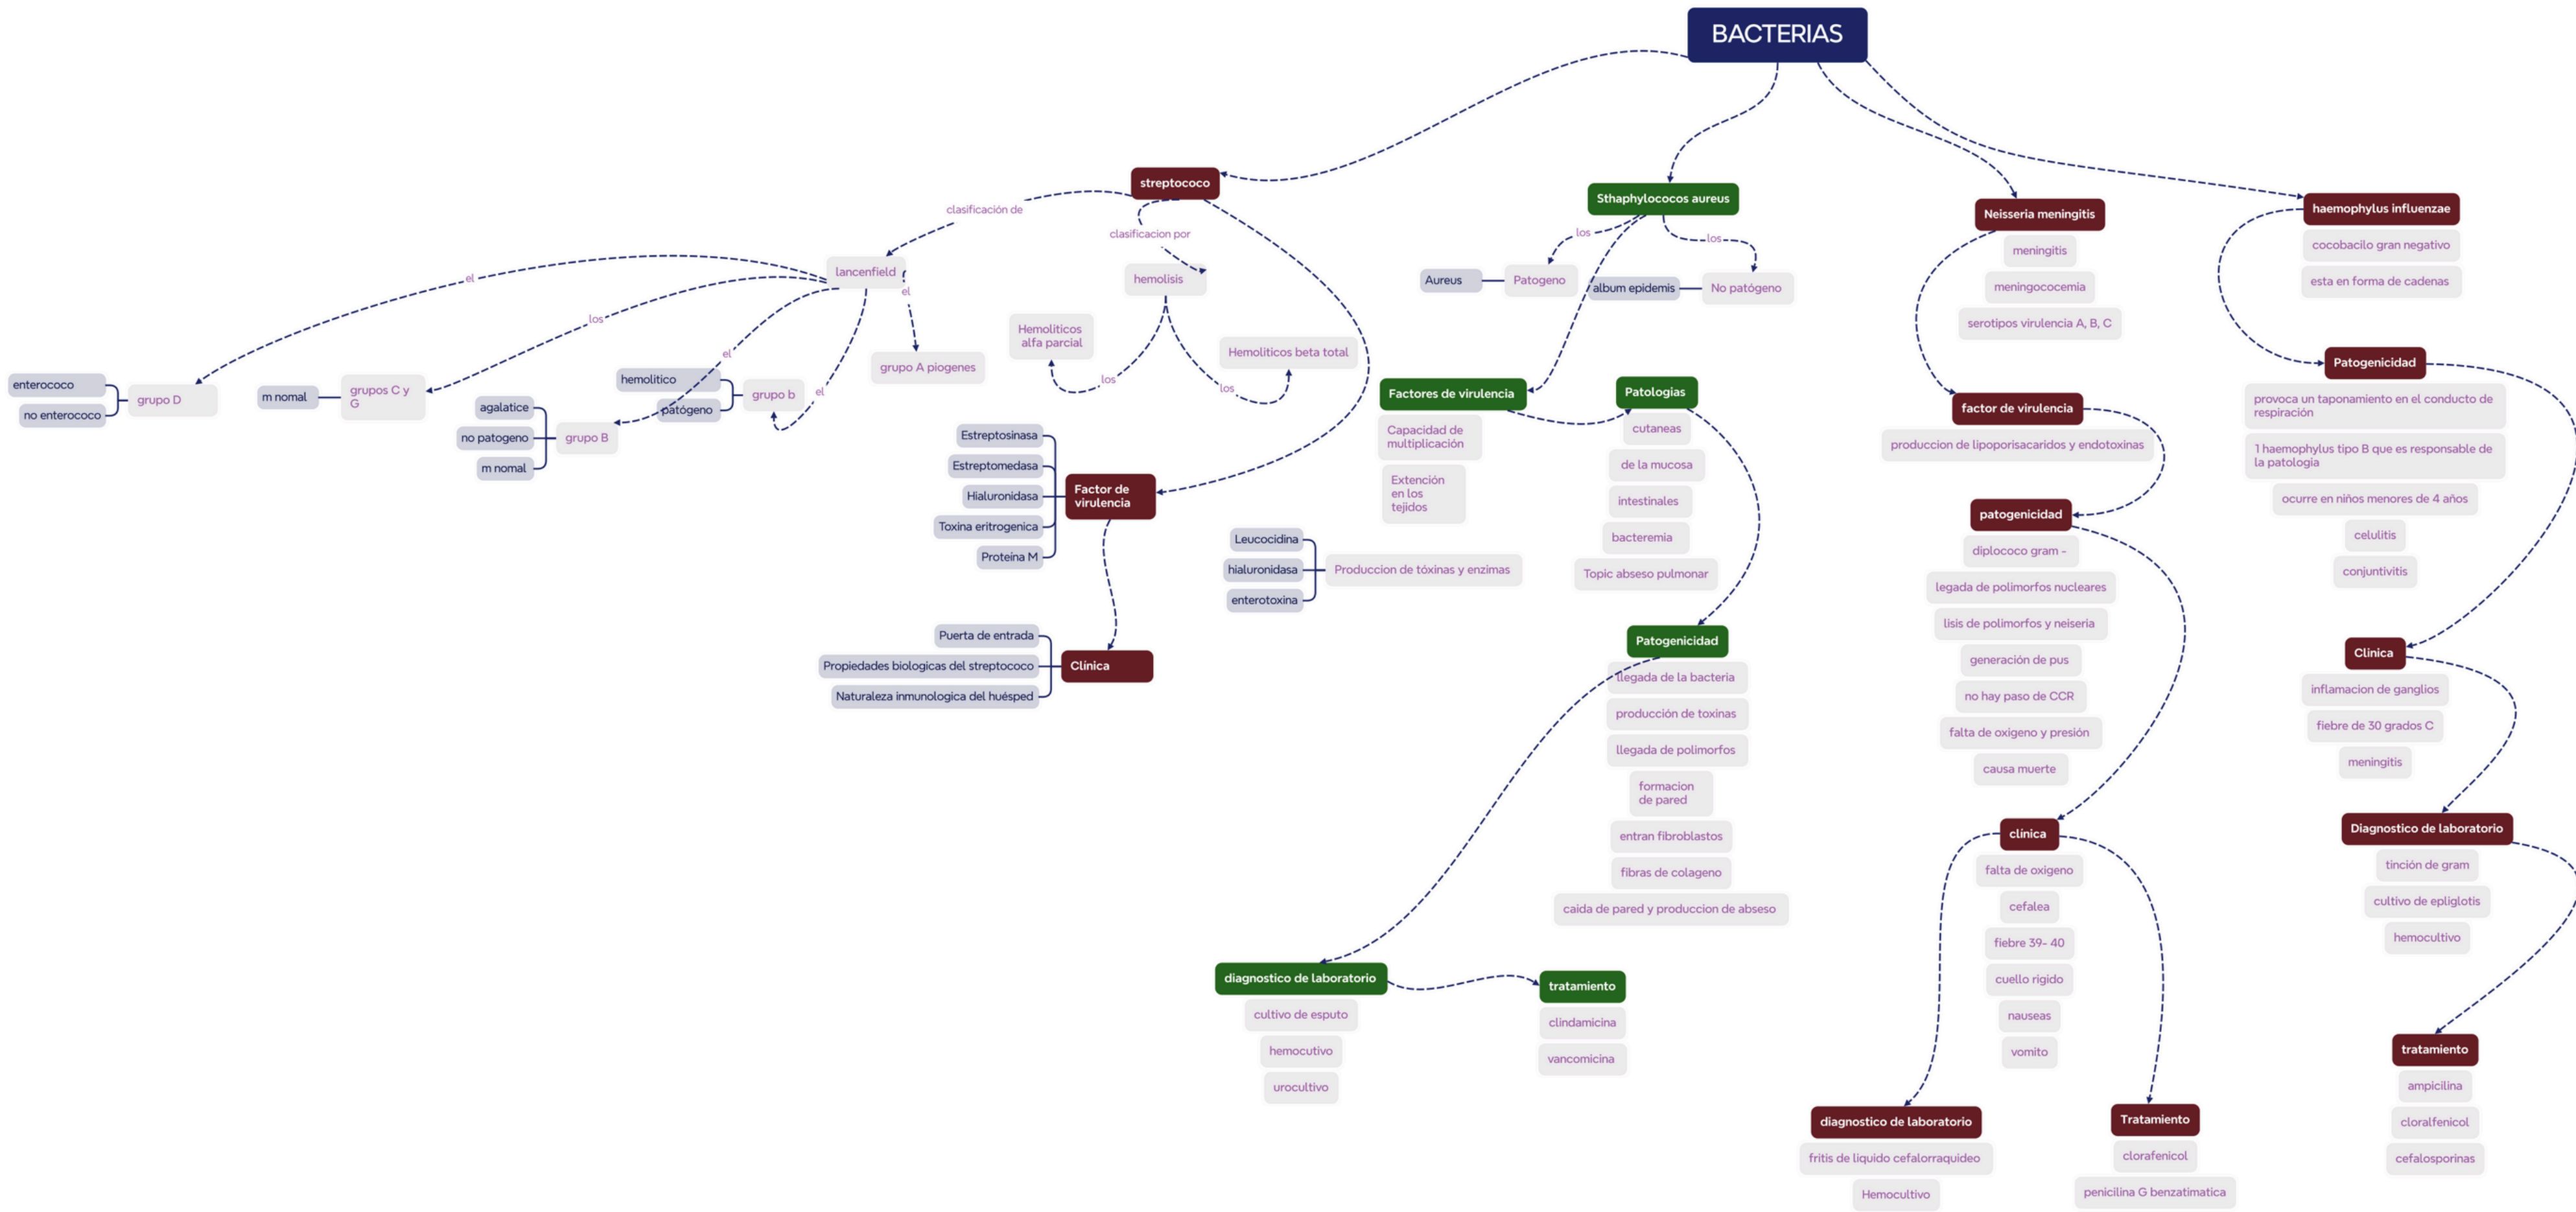 BACTERIAS
streptococo
clasificación de
lancenfield
el
grupo D
enterococo
no enterococo
los
grupos C y
G
m nomal
el
grupo B
agalatice
no patogeno
m nomal
el
grupo b
hemolitico
patógeno
el
grupo A piogenes
clasificacion por
hemolísis
los
Hemoliticos
alfa parcial
los
Hemoliticos beta total
Factor de
virulencia
Estreptosinasa
Estreptomedasa
Hialuronidasa
Toxina eritrogenica
Proteína M
Clínica
Puerta de entrada
Propiedades biologicas del streptococo
Naturaleza inmunologica del huésped
Sthaphylococos aureus
los
Patogeno
Aureus
los
No patógeno
album epidemis
Factores de virulencia
Capacidad de
multiplicación
Extención
en los
tejidos
Produccion de tóxinas y enzimas
Leucocidina
hialuronidasa
enterotoxina
Patologias
cutaneas
de la mucosa
intestinales
bacteremia
Topic abseso pulmonar
Patogenicidad
llegada de la bacteria
producción de toxinas
llegada de polimorfos
formacion
de pared
entran fibroblastos
fibras de colageno
caida de pared y produccion de abseso
diagnostico de laboratorio
cultivo de esputo
hemocutivo
urocultivo
tratamiento
clindamicina
vancomicina
Neisseria meningitis
meningitis
meningococemia
serotipos virulencia A, B, C
factor de virulencia
produccion de lipoporisacaridos y endotoxinas
patogenicidad
diplococo gram -
legada de polimorfos nucleares
lisis de polimorfos y neiseria
generación de pus
no hay paso de CCR
falta de oxigeno y presión
causa muerte
clínica
falta de oxigeno
cefalea
fiebre 39- 40
cuello rigido
nauseas
vomito
diagnostico de laboratorio
fritis de liquido cefalorraquideo
Hemocultivo
Tratamiento
clorafenicol
penicilina G benzatimatica
haemophylus influenzae
cocobacilo gran negativo
esta en forma de cadenas
Patogenicidad
provoca un taponamiento en el conducto de
respiración
1 haemophylus tipo B que es responsable de
la patologia
ocurre en niños menores de 4 años
celulitis
conjuntivitis
Clinica
inflamacion de ganglios
fiebre de 30 grados C
meningitis
Diagnostico de laboratorio
tinción de gram
cultivo de epliglotis
hemocultivo
tratamiento
ampicilina
cloralfenicol
cefalosporinas